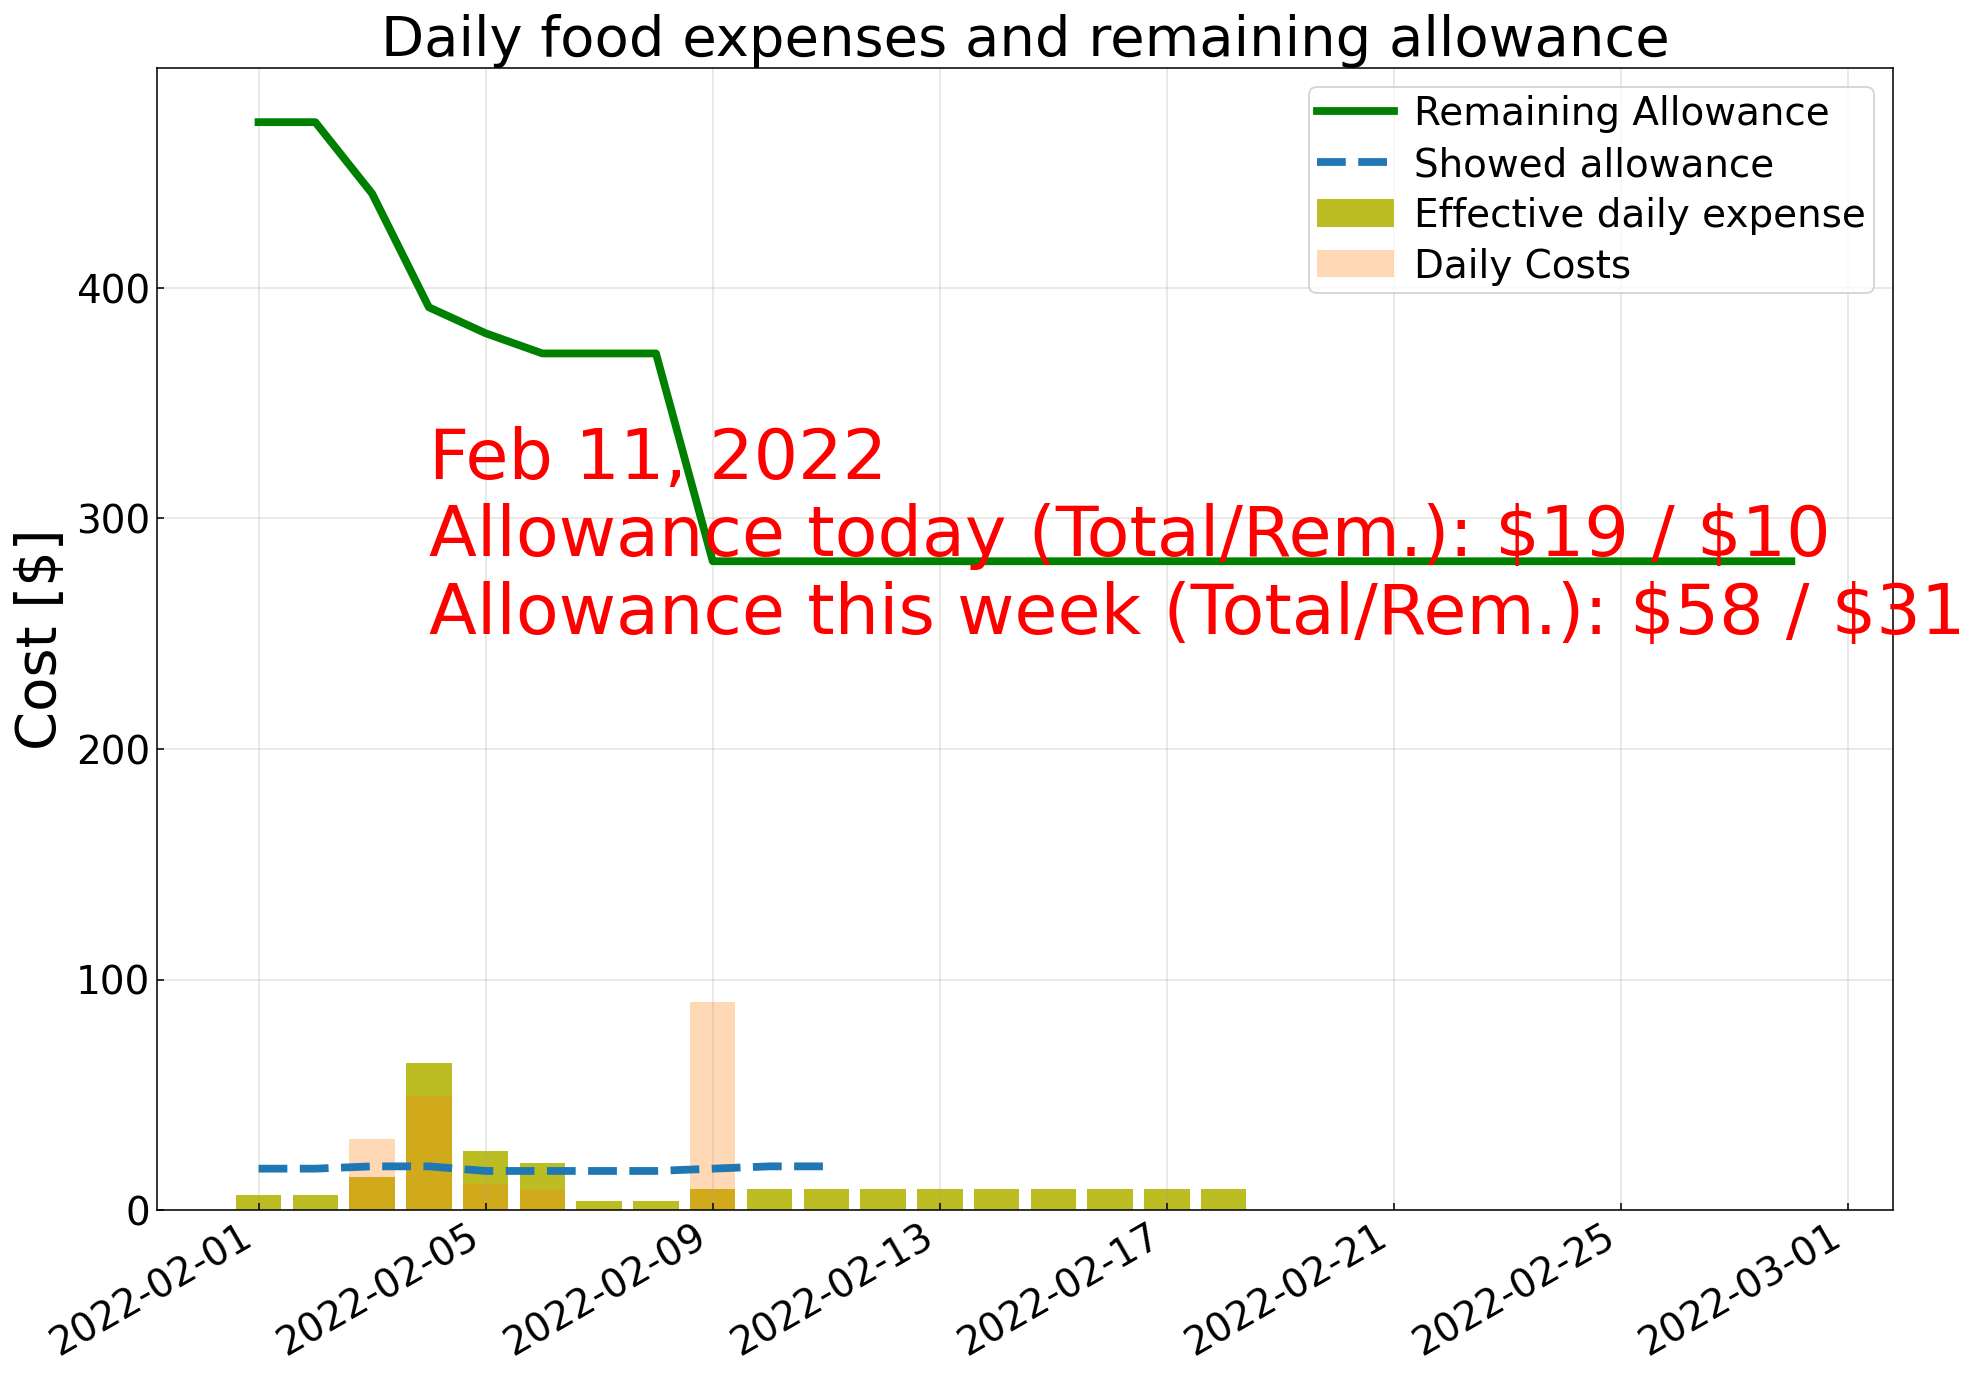 Daily food expenses and remaining allowance
Remaining Allowance
Showed allowance
Effective daily expense
Daily Costs
Cost [$]
400
300
200
100
0
Feb 11, 2022
Allowance today (Total/Rem.): $19 / $10
Allowance this week (Total/Rem.): $58 / $31
2022-02-01
2022-02-05
2022-02-09
2022-02-13
2022-02-17
2022-02-21
2022-02-25
2022-03-01